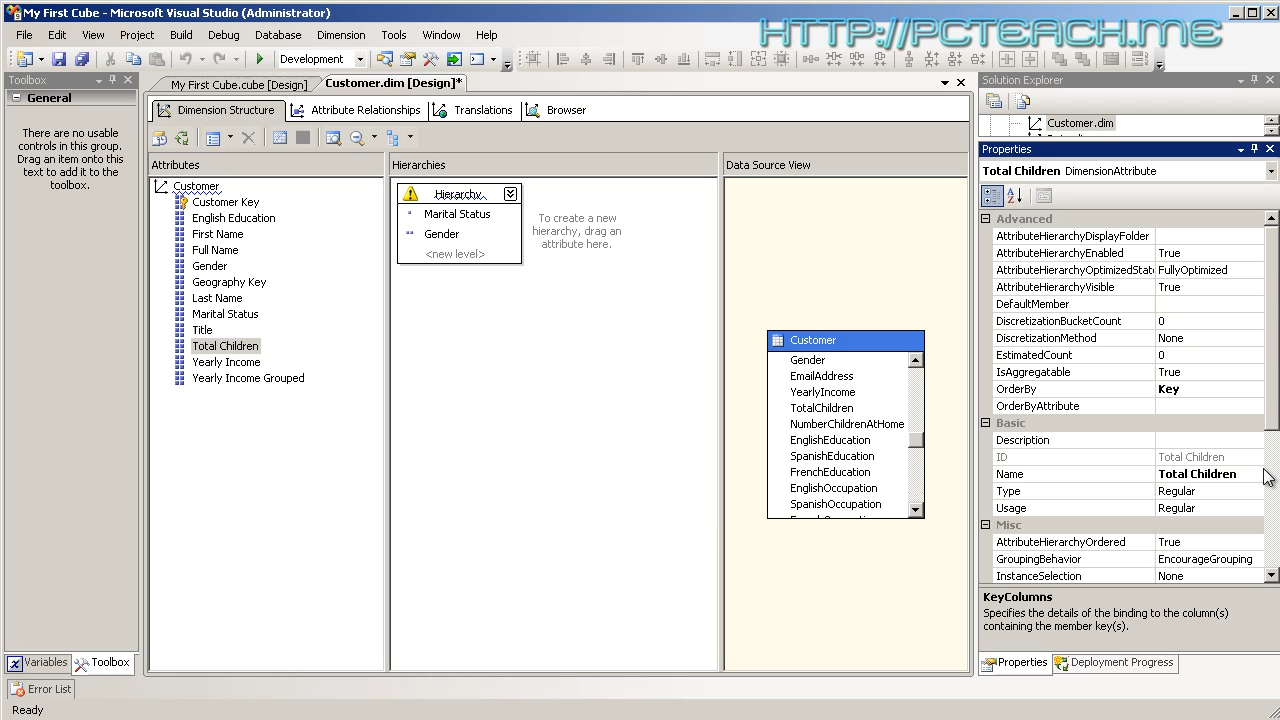 My First Cube - Microsoft Visual Studio (Administrator)
HTTP://PCTEACH.ME
File Project Build Tools Dimension Window Help
Development
Toolbox
General
There are no usable
controls in this group.
Drag an item onto this
text to add it to the
toolbox.
Variables
Toolbox
Error List
Ready
My First Cube.cube [Design]
Customer.dim [Design]*
Dimension Structure
Attribute Relationships
Translations
Browser
Attributes
Customer
Customer Key
English Education
First Name
Full Name
Gender
Geography Key
Last Name
Marital Status
Title
Total Children
Yearly Income
Yearly Income Grouped
Hierarchies
Hierarchy
Marital Status
Gender
<new level>
To create a new
hierarchy, drag an
attribute here.
Data Source View
Customer
Gender
EmailAddress
YearlyIncome
TotalChildren
NumberChildrenAtHome
EnglishEducation
SpanishEducation
FrenchEducation
EnglishOccupation
SpanishOccupation
Solution Explorer
Customer.dim
Properties
Total Children DimensionAttribute
Advanced
AttributeHierarchyDisplayFolder
AttributeHierarchyEnabled True
AttributeHierarchyOptimizedStat FullyOptimized
AttributeHierarchyVisible True
DefaultMember
DiscretizationBucketCount 0
DiscretizationMethod None
EstimatedCount 0
IsAggregatable True
OrderBy Key
OrderByAttribute
Basic
Description
ID Total Children
Name Total Children
Type Regular
Usage Regular
Misc
AttributeHierarchyOrdered True
GroupingBehavior EncourageGrouping
InstanceSelection None
KeyColumns
Specifies the details of the binding to the column(s)
containing the member key(s).
Properties
Deployment Progress